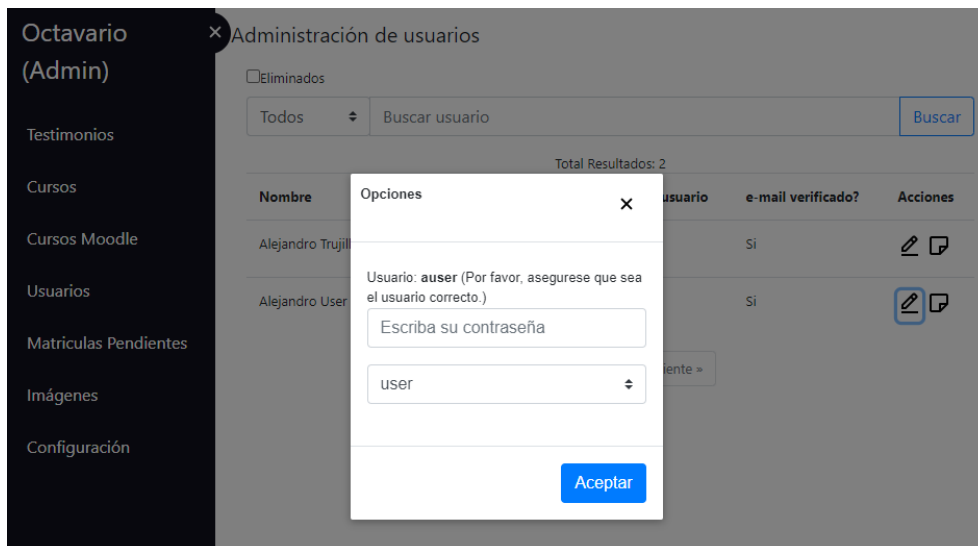 Octavario
(Admin)
×
Testimonios
Cursos
Cursos Moodle
Usuarios
Matriculas Pendientes
Imágenes
Configuración
Administración de usuarios
Eliminados
Todos
Buscar usuario
Buscar
Total Resultados: 2
Nombre
usuario
e-mail verificado?
Acciones
Alejandro Trujill
Si
Alejandro User
Si
iente »
Opciones
×
Usuario: auser (Por favor, asegurese que sea
el usuario correcto.)
Escriba su contraseña
user
Aceptar